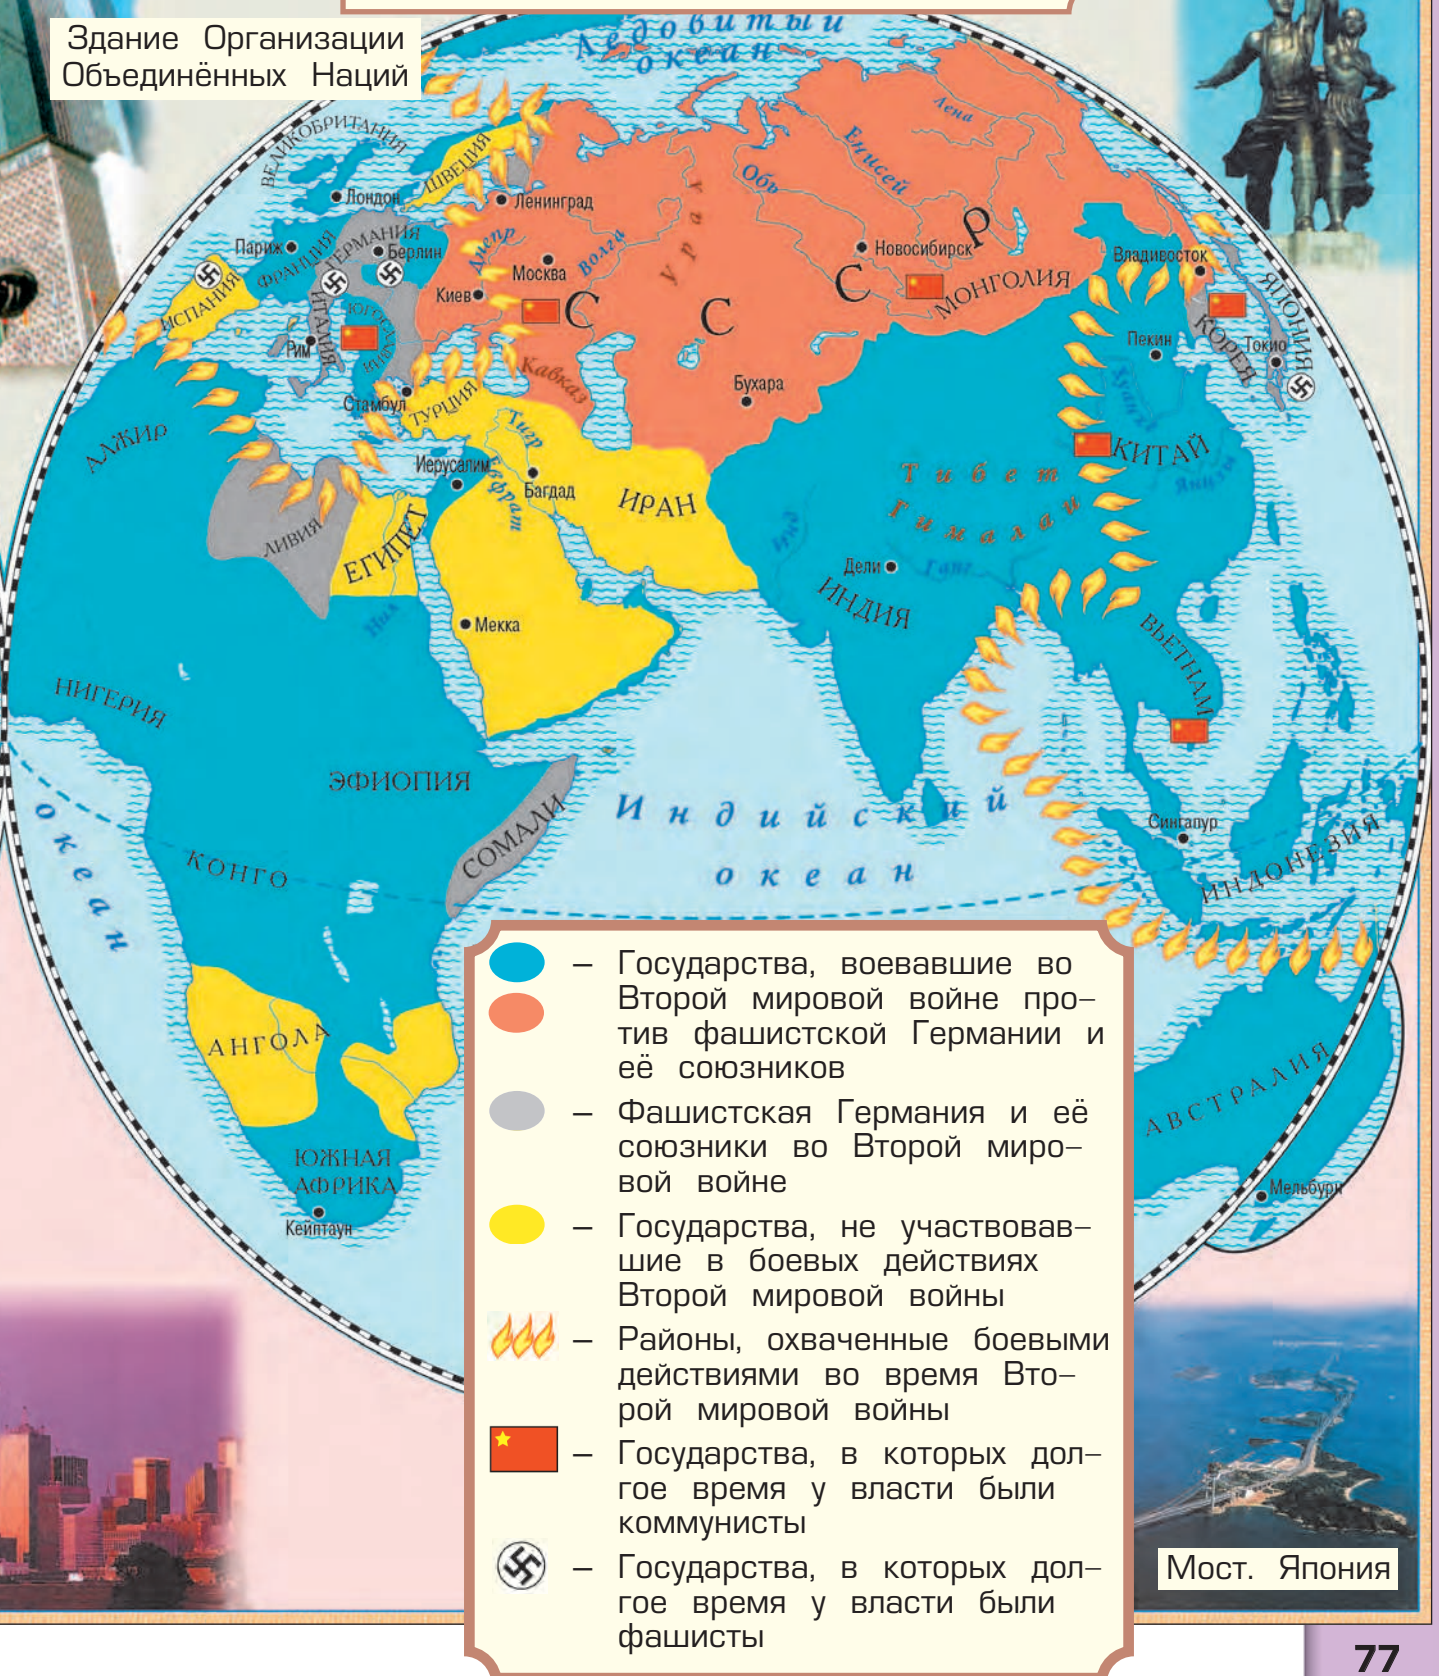 Здание Организации
Объединённых Наций
Ледовитый
океан
ВЕЛИКОБРИТАНИЯ
ШВЕЦИЯ
Лондон
Ленинград
Париж
ФРАНЦИЯ
ГЕРМАНИЯ
Берлин
Днепр
Москва
Волга
Урал
Обь
Енисей
Лена
Новосибирск
С С С Р
МОНГОЛИЯ
Владивосток
ЯПОНИЯ
КОРЕЯ
Токио
Пекин
Хуанхэ
КИТАЙ
Янцзы
ИСПАНИЯ
ИТАЛИЯ
Рим
ЮГОСЛАВИЯ
Киев
Кавказ
Бухара
Стамбул
ТУРЦИЯ
Тигр
Евфрат
Иерусалим
Багдад
ИРАН
Тибет
Гималаи
Инд
Ганг
Дели
ИНДИЯ
ВЬЕТНАМ
АЛЖИР
ЛИВИЯ
ЕГИПЕТ
Нил
Мекка
НИГЕРИЯ
ЭФИОПИЯ
СОМАЛИ
КОНГО
океан
Индийский
океан
Сингапур
ИНДОНЕЗИЯ
АНГОЛА
ЮЖНАЯ
АФРИКА
Кейптаун
АВСТРАЛИЯ
Мельбурн
– Государства, воевавшие во
Второй мировой войне про–
тив фашистской Германии и
её союзников
– Фашистская Германия и её
союзники во Второй миро–
вой войне
– Государства, не участвовав–
шие в боевых действиях
Второй мировой войны
– Районы, охваченные боевыми
действиями во время Вто–
рой мировой войны
– Государства, в которых дол–
гое время у власти были
коммунисты
– Государства, в которых дол–
гое время у власти были
фашисты
Мост. Япония
77